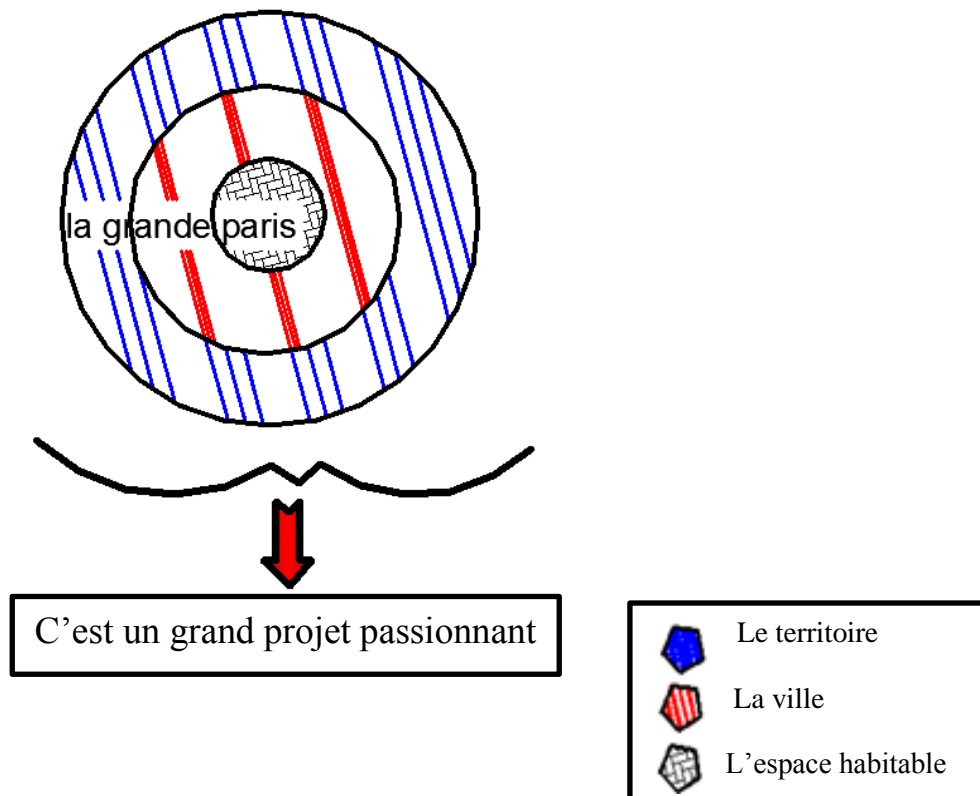 la grande paris
C’est un grand projet passionnant
Le territoire
La ville
L’espace habitable